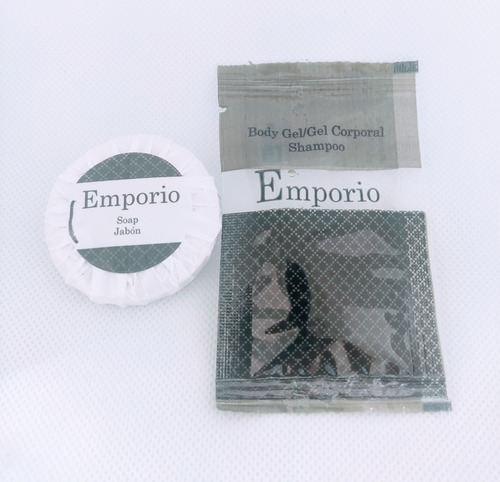 Emporio
Soap
Jabón
Body Gel/Gel Corporal
Shampoo
Emporio